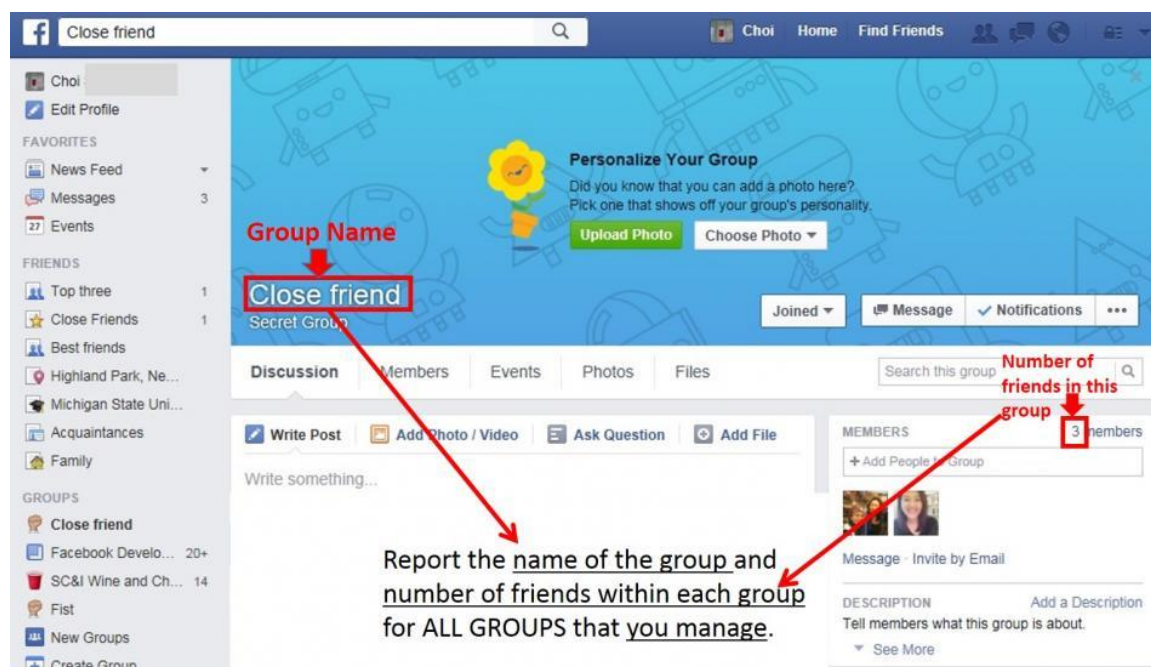 f
Close friend
Choi Home Find Friends
Choi
Edit Profile
FAVORITES
News Feed
Messages 3
27 Events
FRIENDS
Top three 1
Close Friends 1
Best friends
Highland Park, Ne...
Michigan State Uni...
Acquaintances
Family
GROUPS
Close friend
Facebook Develo... 20+
SC&I Wine and Ch... 14
Fist
New Groups
Create Group
Personalize Your Group
Did you know that you can add a photo here?
Pick one that shows off your group's personality.
Upload Photo Choose Photo
Group Name
Close friend
Secret Group
Joined Message Notifications •••
Discussion Members Events Photos Files
Search this group
Number of
friends in this
group
Write Post Add Photo / Video Ask Question Add File
Write something...
MEMBERS 3 members
+ Add People to Group
Message · Invite by Email
DESCRIPTION Add a Description
Tell members what this group is about.
See More
Report the name of the group and
number of friends within each group
for ALL GROUPS that you manage.